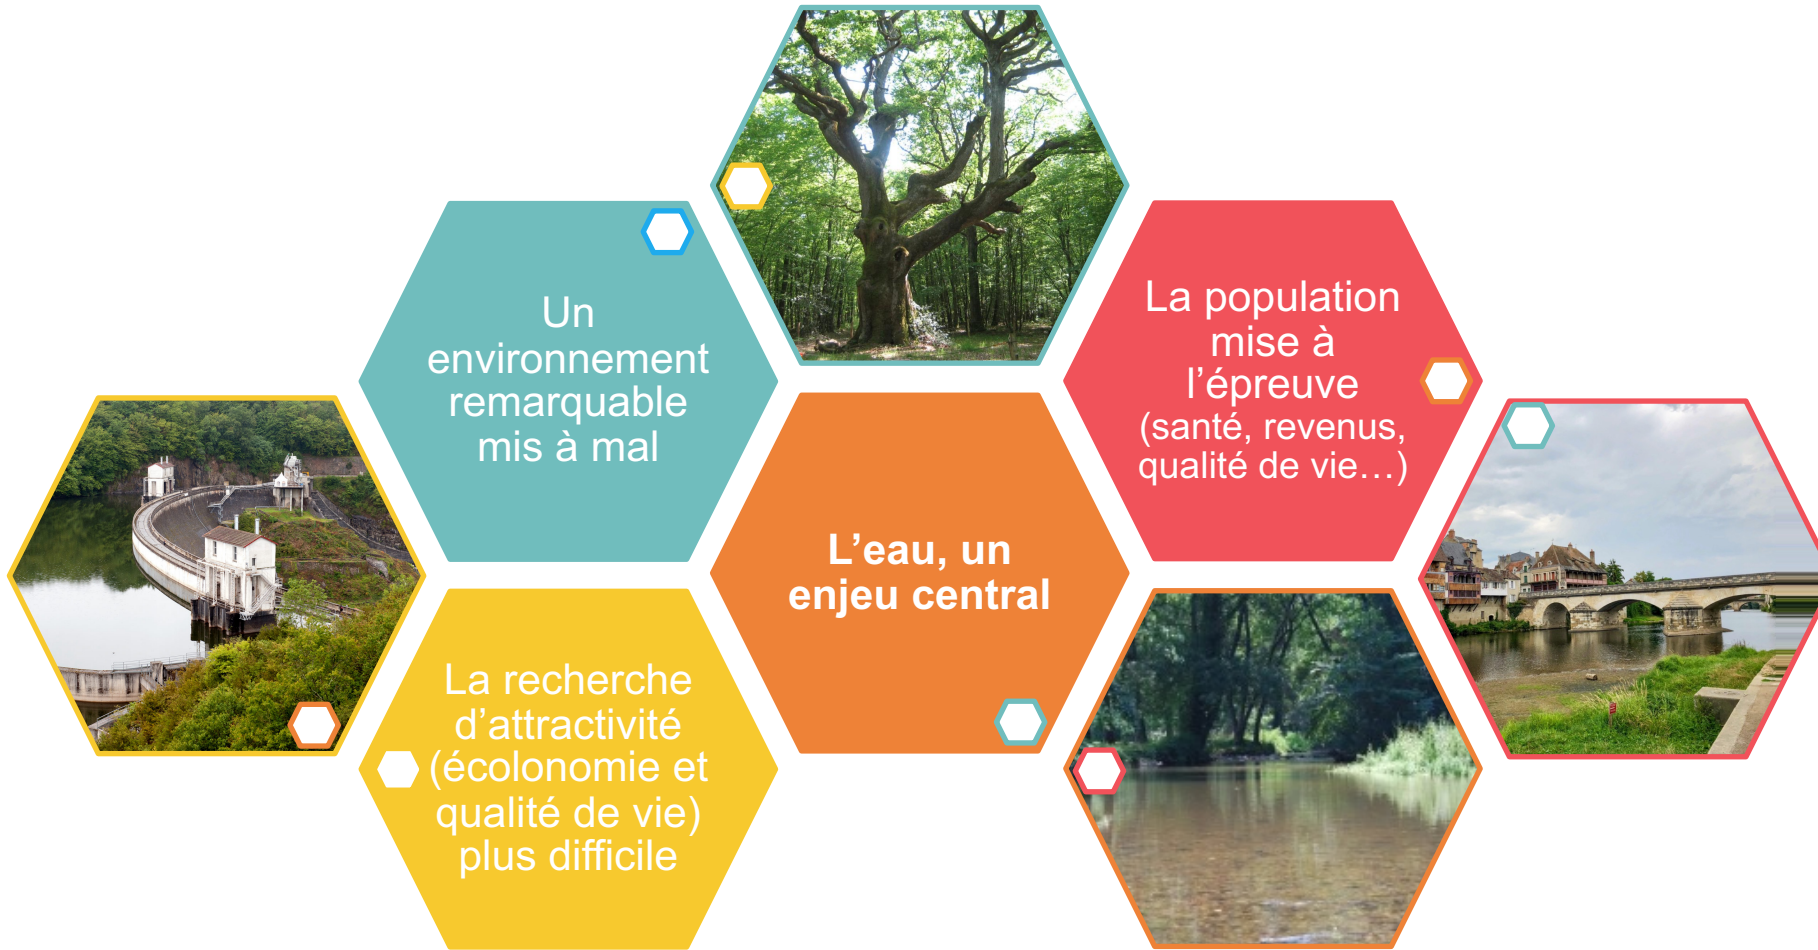 Un
environnement
remarquable
mis à mal
La population
mise à
l’épreuve
(santé, revenus,
qualité de vie…)
L’eau, un
enjeu central
La recherche
d’attractivité
(écolonomie et
qualité de vie)
plus difficile